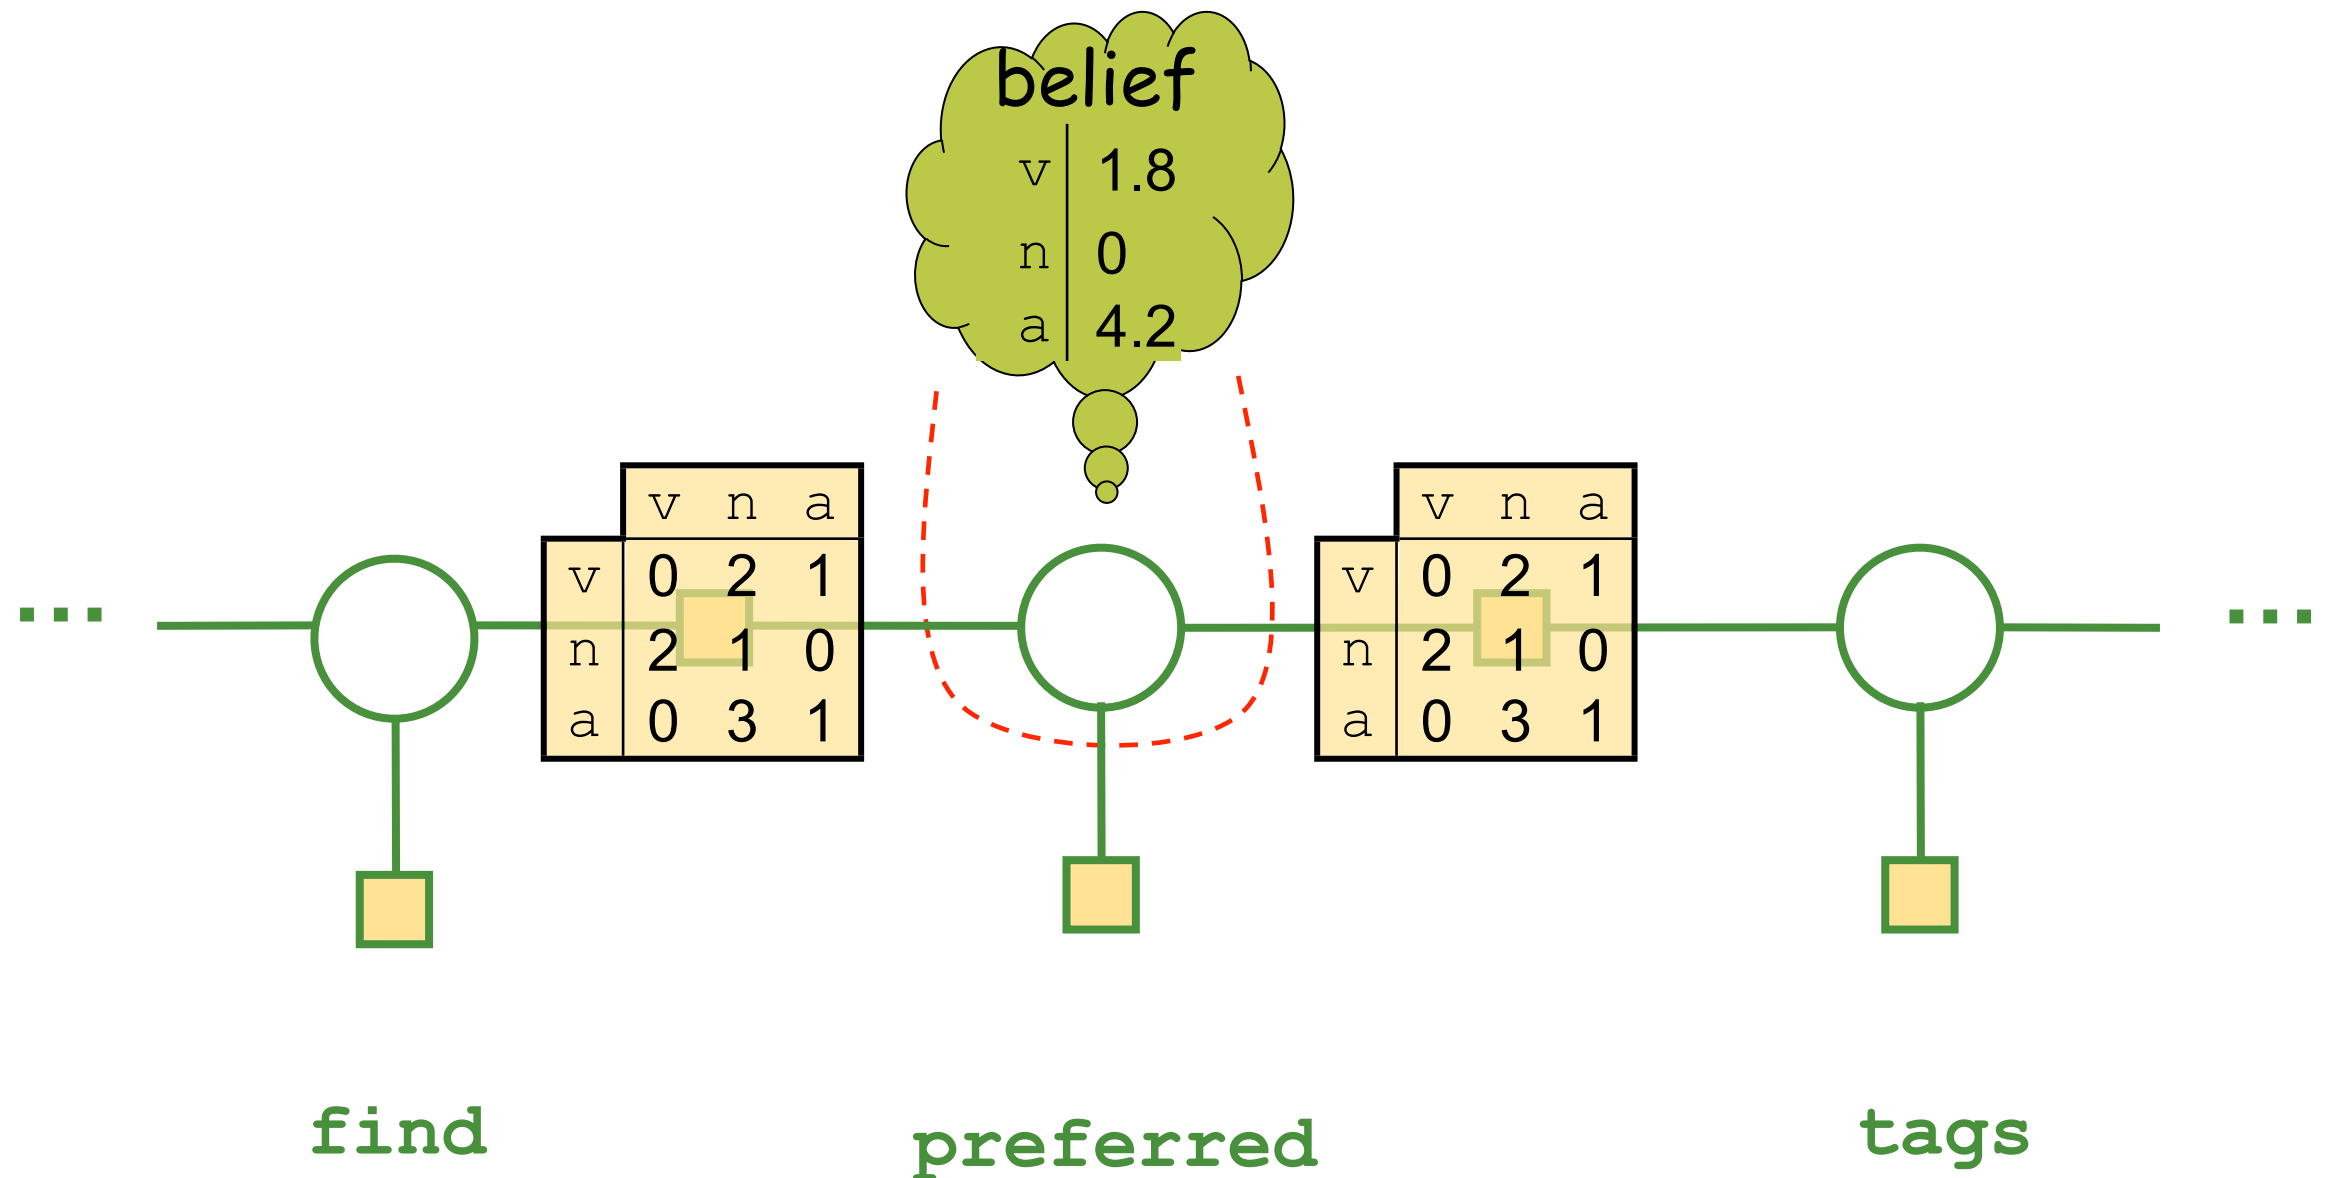 belief
v 1.8
n 0
a 4.2
v n a
v 0 2 1
n 2 1 0
a 0 3 1
v n a
v 0 2 1
n 2 1 0
a 0 3 1
... ...
find preferred tags